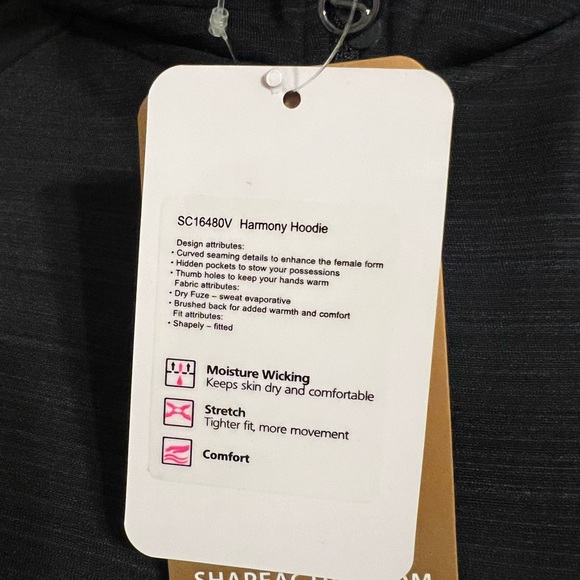 SC16480V Harmony Hoodie
Design attributes:
• Curved seaming details to enhance the female form
• Hidden pockets to stow your possessions
• Thumb holes to keep your hands warm
Fabric attributes:
• Dry Fuze – sweat evaporative
• Brushed back for added warmth and comfort
Fit attributes:
• Shapely – fitted
Moisture Wicking
Keeps skin dry and comfortable
Stretch
Tighter fit, more movement
Comfort